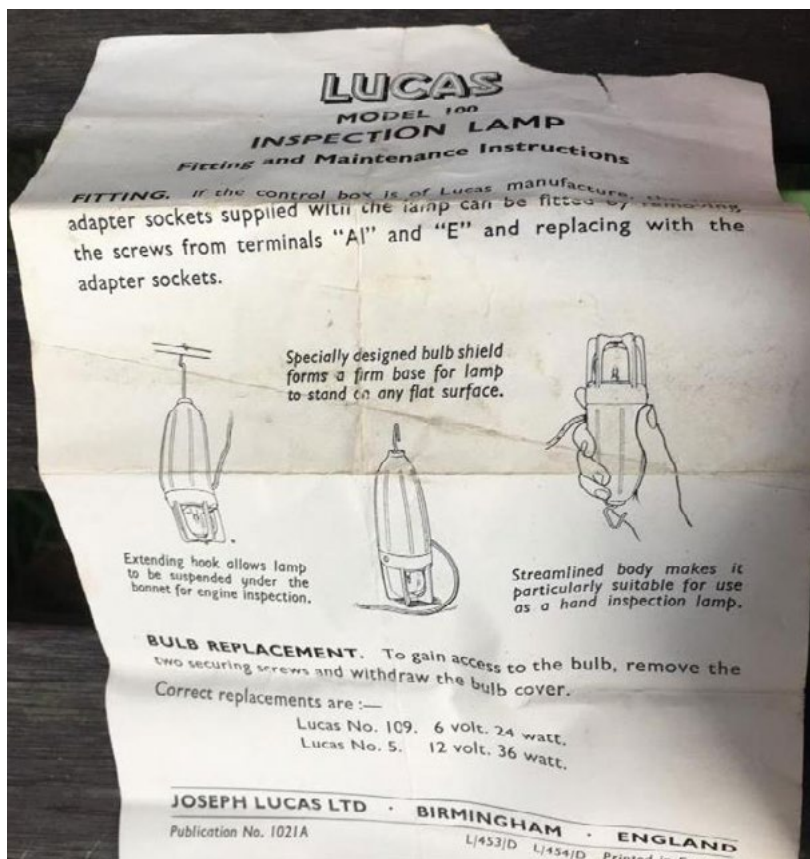 LUCAS
MODEL 100
INSPECTION LAMP
Fitting and Maintenance Instructions
FITTING. If the control box is of Lucas manufacture,
adapter sockets supplied with the lamp can be fitted by removing
the screws from terminals "A1" and "E" and replacing with the
adapter sockets.
Specially designed bulb shield
forms a firm base for lamp
to stand on any flat surface.
Extending hook allows lamp
to be suspended under the
bonnet for engine inspection.
Streamlined body makes it
particularly suitable for use
as a hand inspection lamp.
BULB REPLACEMENT. To gain access to the bulb, remove the
two securing screws and withdraw the bulb cover.
Correct replacements are :—
Lucas No. 109. 6 volt. 24 watt.
Lucas No. 5. 12 volt. 36 watt.
JOSEPH LUCAS LTD · BIRMINGHAM · ENGLAND
Publication No. 1021A
L/453/D L/454/D Printed in